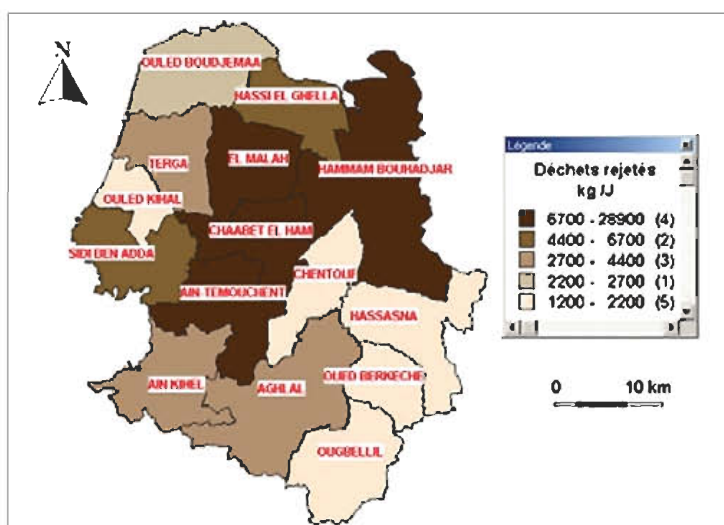 N
OULED BOUDJEMAA
HASSI EL GHELLA
TERGA
EL MALAH
HAMMAM BOUHADJAR
OULED KIHAL
CHAABET EL HAM
SIDI BEN ADDA
CHENTOUF
AIN-TEMOUCHENT
HASSASNA
AIN KIHEL
AGHLAL
OUED BERKECHE
OUGBELLIL
Légende
Déchets rejetés
kg /J
6700 - 28900 (4)
4400 - 6700 (2)
2700 - 4400 (3)
2200 - 2700 (1)
1200 - 2200 (5)
0 10 km